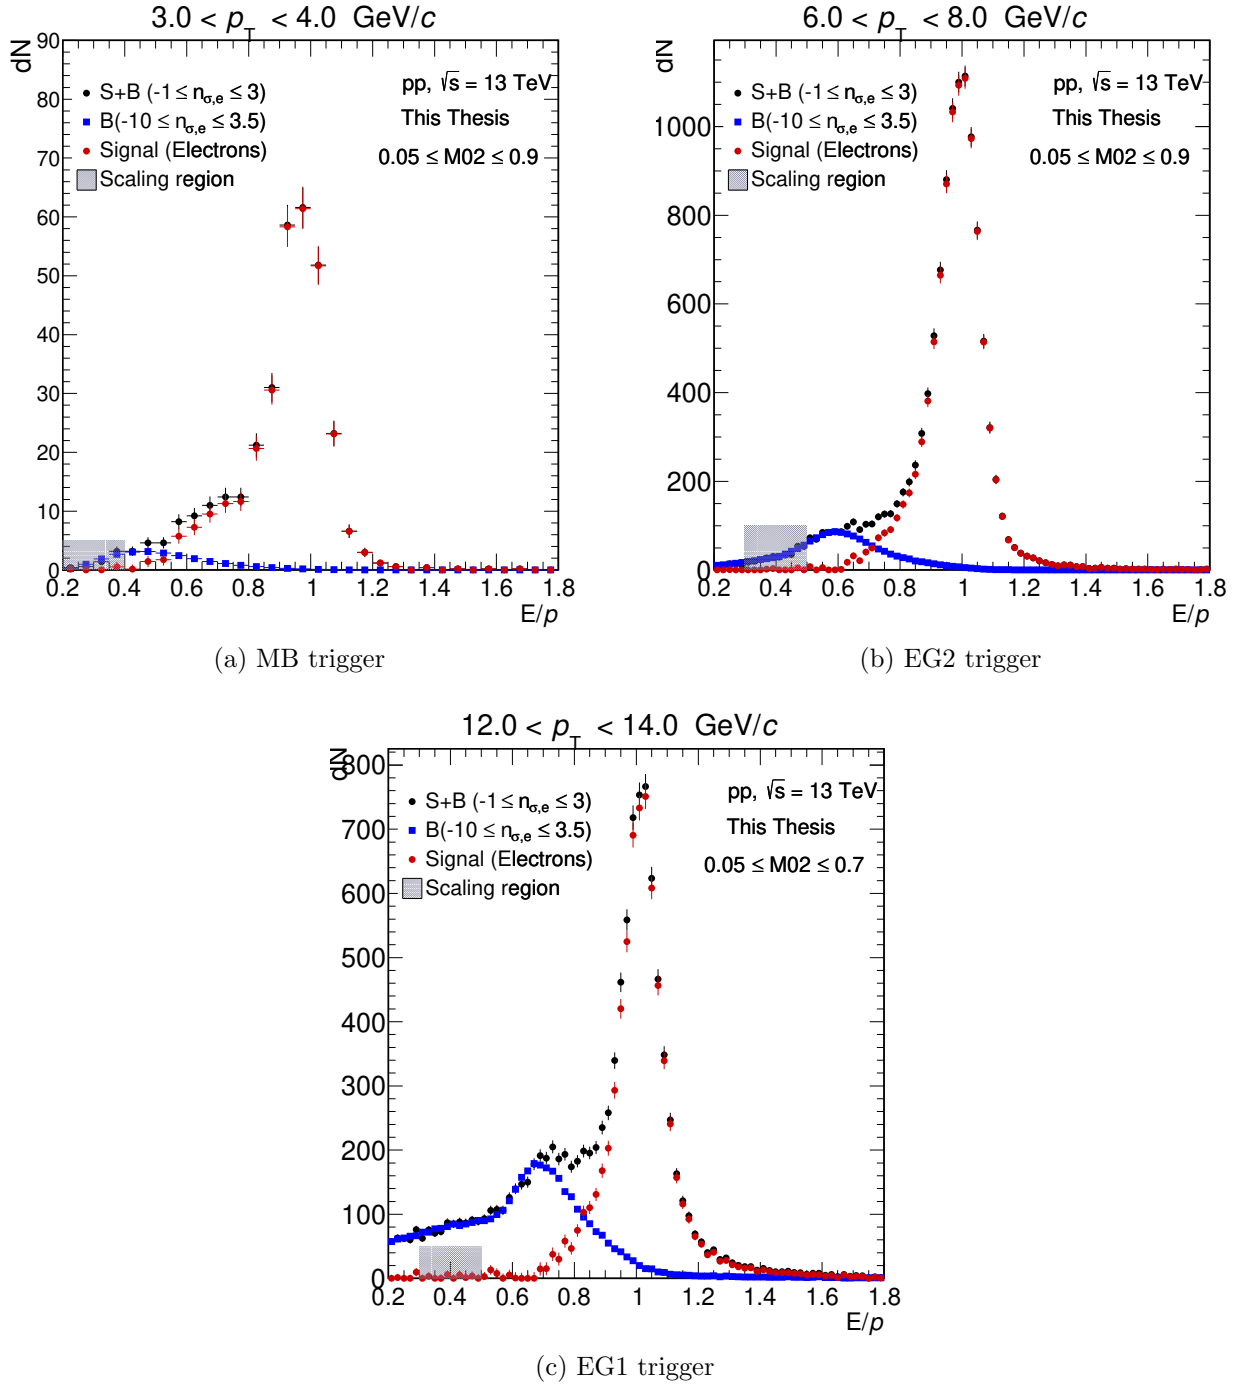 3.0 < p_T < 4.0 GeV/c
dN
90
80
70
60
50
40
30
20
10
0
S+B (-1 ≤ n_σ,e ≤ 3)
B(-10 ≤ n_σ,e ≤ 3.5)
Signal (Electrons)
Scaling region
pp, √s = 13 TeV
This Thesis
0.05 ≤ M02 ≤ 0.9
0.2 0.4 0.6 0.8 1 1.2 1.4 1.6 1.8
E/p
(a) MB trigger
6.0 < p_T < 8.0 GeV/c
dN
1000
800
600
400
200
0
S+B (-1 ≤ n_σ,e ≤ 3)
B(-10 ≤ n_σ,e ≤ 3.5)
Signal (Electrons)
Scaling region
pp, √s = 13 TeV
This Thesis
0.05 ≤ M02 ≤ 0.9
0.2 0.4 0.6 0.8 1 1.2 1.4 1.6 1.8
E/p
(b) EG2 trigger
12.0 < p_T < 14.0 GeV/c
dN
800
700
600
500
400
300
200
100
0
S+B (-1 ≤ n_σ,e ≤ 3)
B(-10 ≤ n_σ,e ≤ 3.5)
Signal (Electrons)
Scaling region
pp, √s = 13 TeV
This Thesis
0.05 ≤ M02 ≤ 0.7
0.2 0.4 0.6 0.8 1 1.2 1.4 1.6 1.8
E/p
(c) EG1 trigger